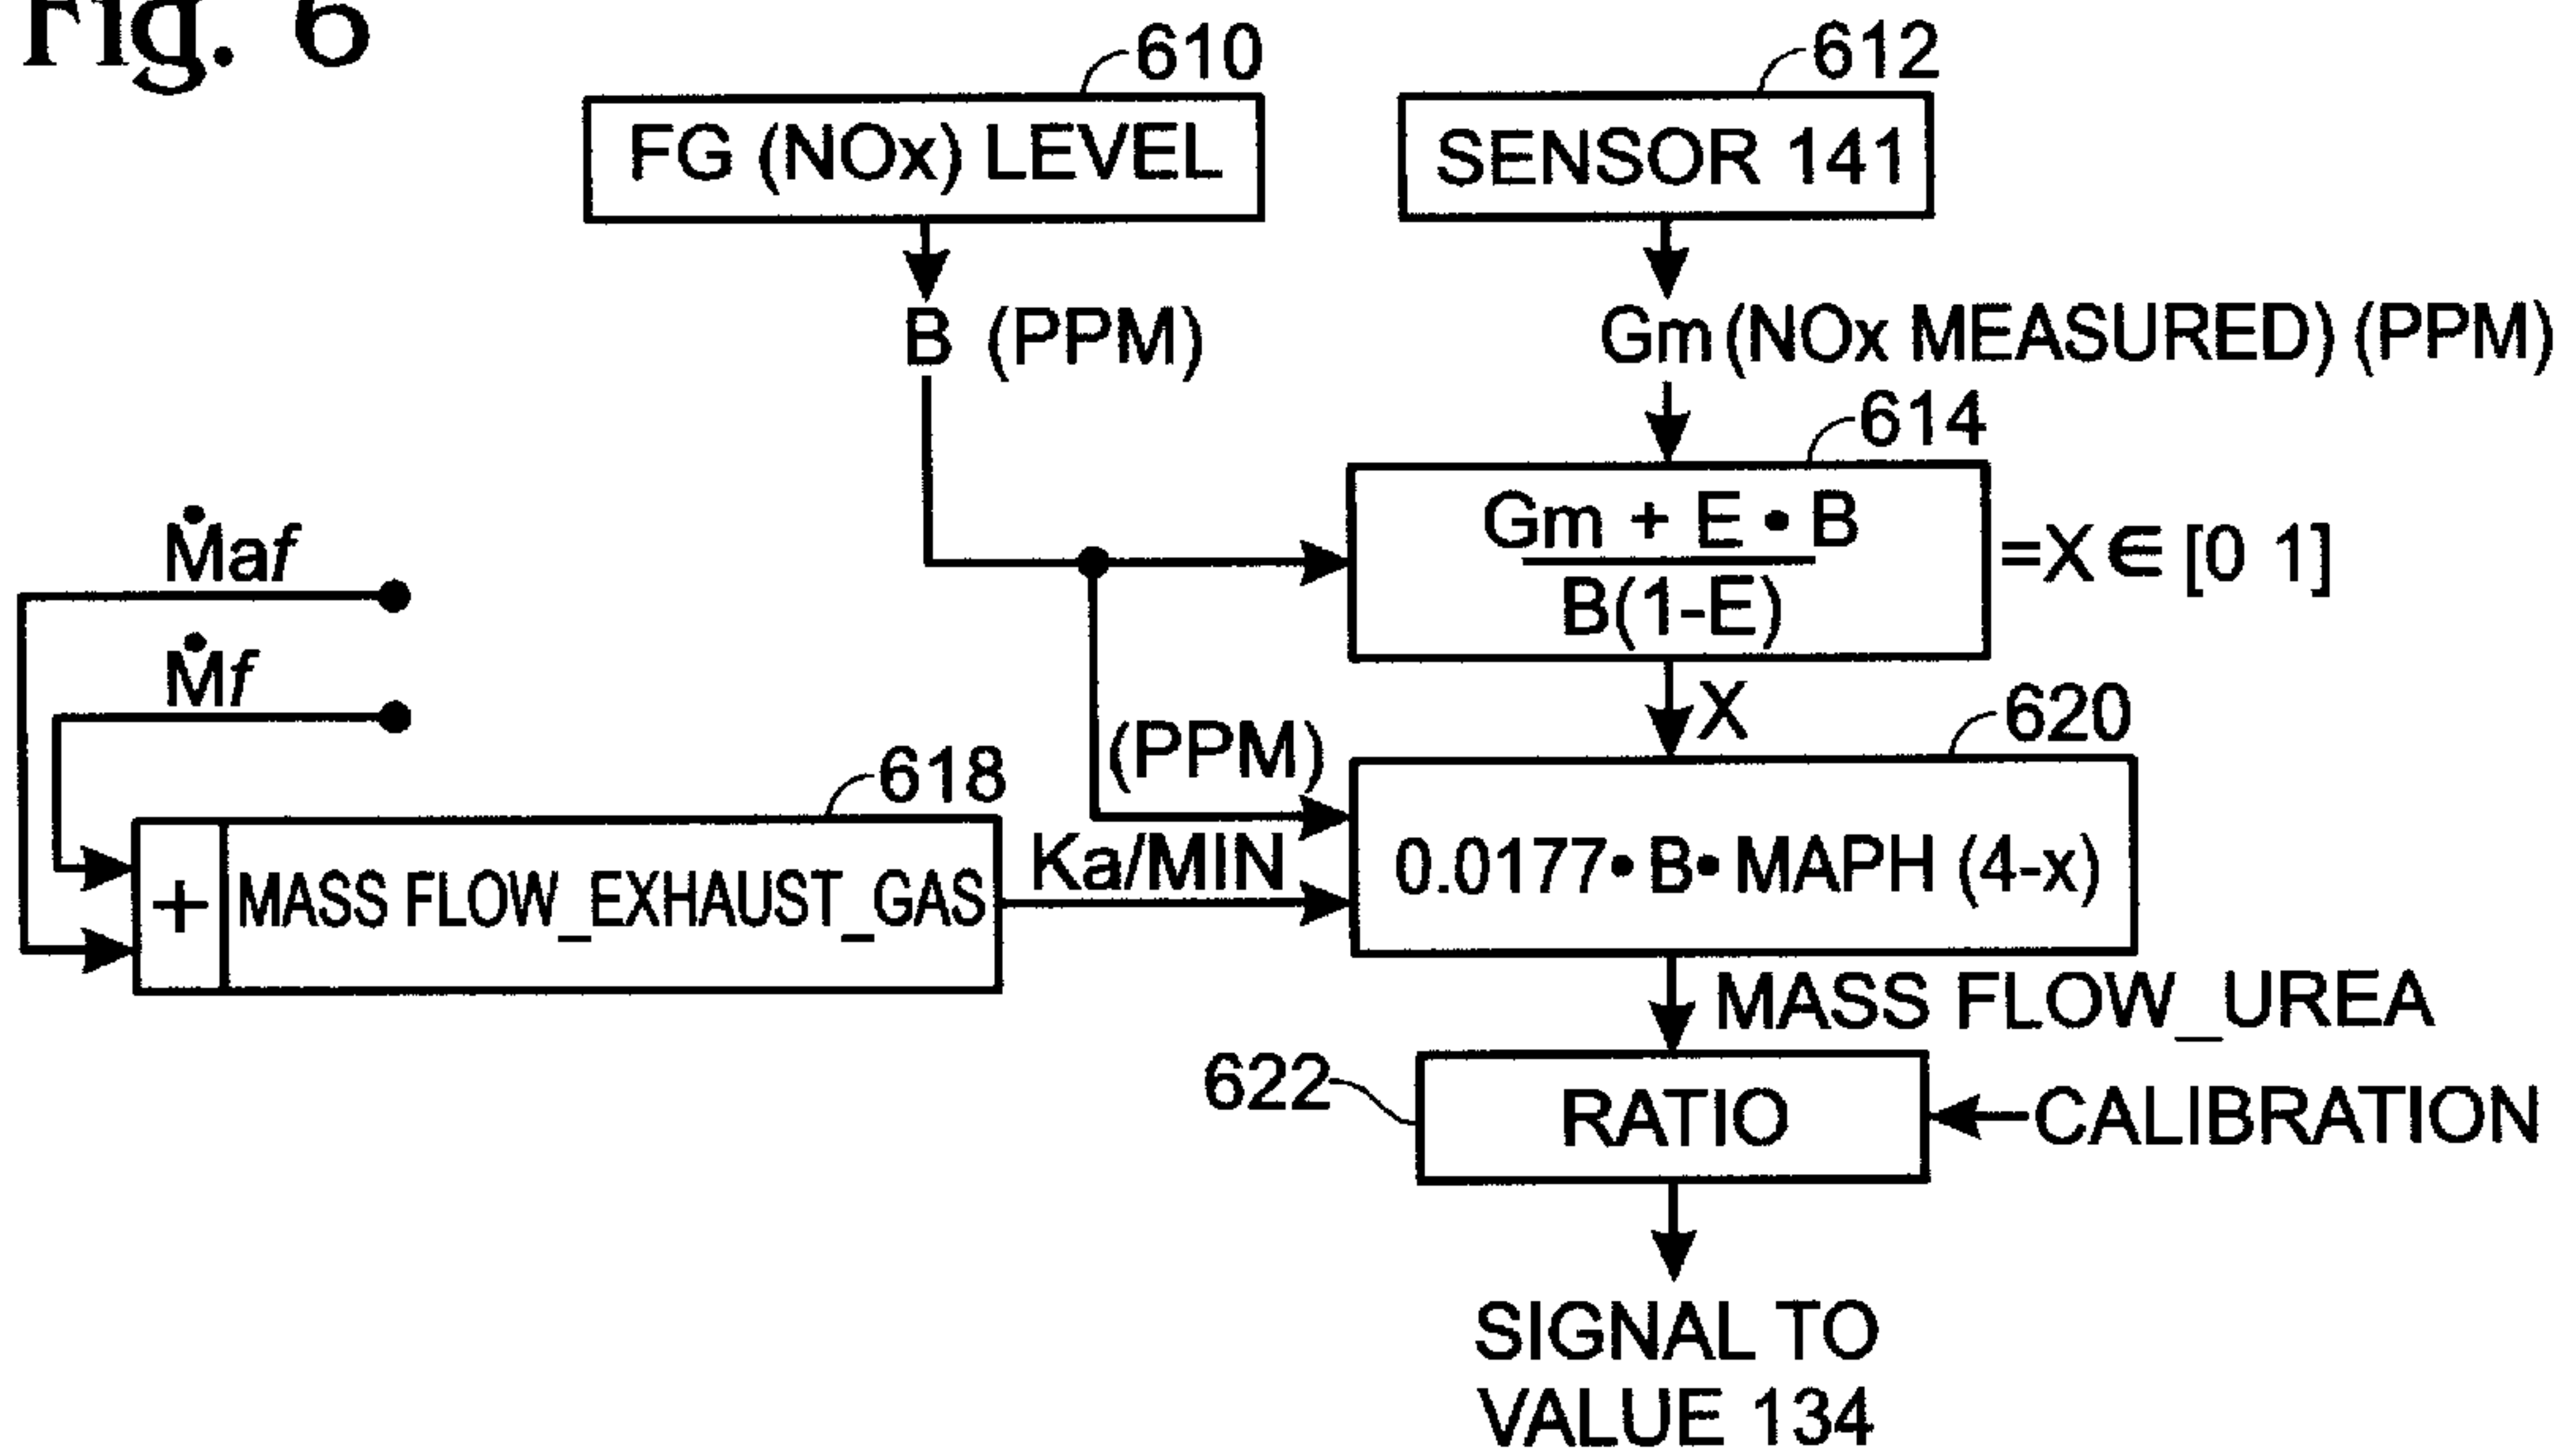 Fig. 6
610
612
FG (NOx) LEVEL
SENSOR 141
B (PPM)
Gm (NOx MEASURED) (PPM)
614
Gm + E • B
B(1-E)
=X ∈ [0 1]
Ṁaf
Ṁf
X
(PPM)
620
618
Ka/MIN
+
MASS FLOW_EXHAUST_GAS
0.0177• B• MAPH (4-x)
MASS FLOW_UREA
622
RATIO
CALIBRATION
SIGNAL TO
VALUE 134